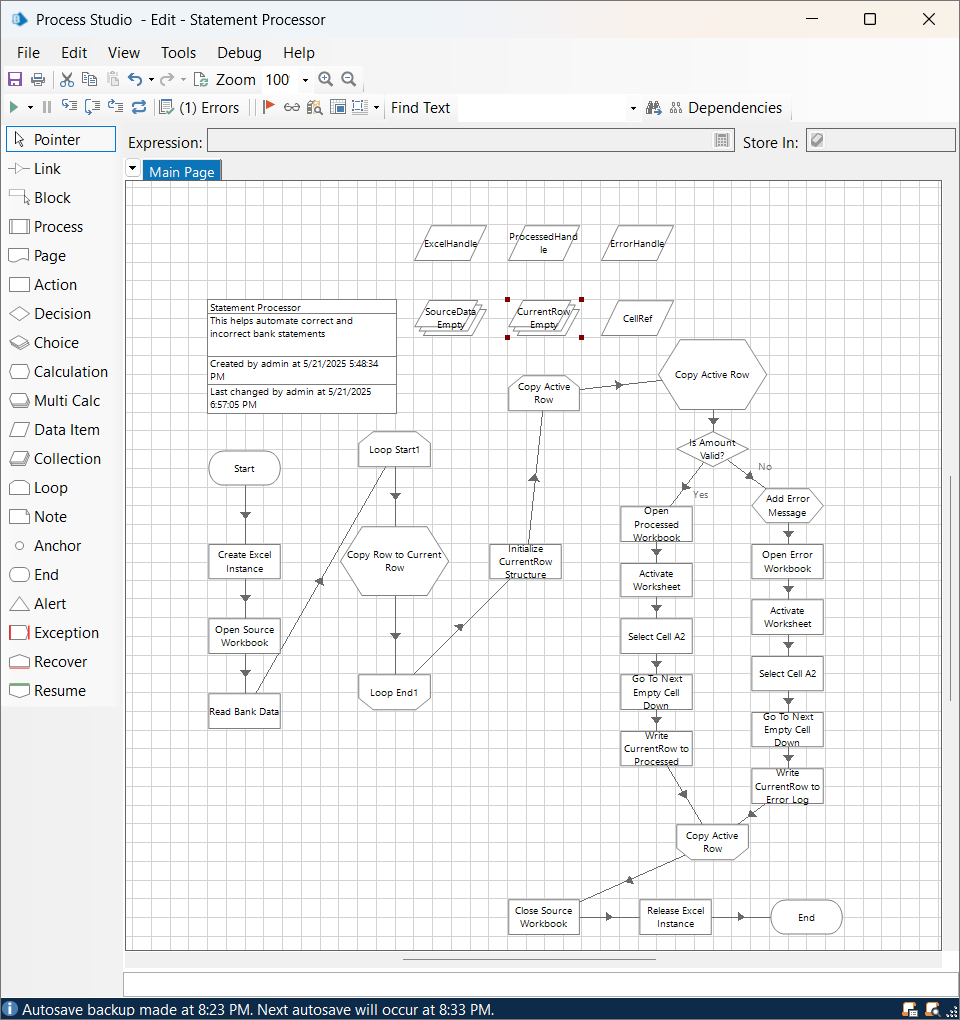 Process Studio - Edit - Statement Processor
File Edit View Tools Debug Help
Zoom 100
(1) Errors Find Text Dependencies
Pointer
Link
Block
Process
Page
Action
Decision
Choice
Calculation
Multi Calc
Data Item
Collection
Loop
Note
Anchor
End
Alert
Exception
Recover
Resume
Expression: Store In:
Main Page
ExcelHandle
ProcessedHand
le
ErrorHandle
SourceData
Empty
CurrentRow
Empty
CellRef
Statement Processor
This helps automate correct and
incorrect bank statements
Created by admin at 5/21/2025 5:48:34
PM
Last changed by admin at 5/21/2025
6:57:05 PM
Start
Create Excel
Instance
Open Source
Workbook
Read Bank Data
Loop Start1
Copy Row to Current
Row
Loop End1
Initialize
CurrentRow
Structure
Copy Active
Row
Copy Active Row
Is Amount
Valid?
Yes
No
Open
Processed
Workbook
Activate
Worksheet
Select Cell A2
Go To Next
Empty Cell
Down
Write
CurrentRow to
Processed
Add Error
Message
Open Error
Workbook
Activate
Worksheet
Select Cell A2
Go To Next
Empty Cell
Down
Write
CurrentRow to
Error Log
Copy Active
Row
Close Source
Workbook
Release Excel
Instance
End
Autosave backup made at 8:23 PM. Next autosave will occur at 8:33 PM.